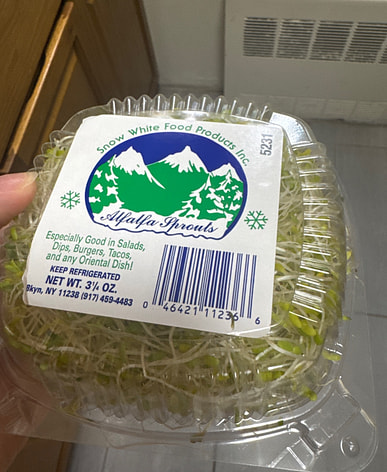 Snow White Food Products Inc.
5231
Alfalfa Sprouts
Especially Good in Salads,
Dips, Burgers, Tacos,
and any Oriental Dish!
KEEP REFRIGERATED
NET WT. 3¼ OZ.
Bkyn, NY 11238 (917) 459-4483
0 46421 11236 6